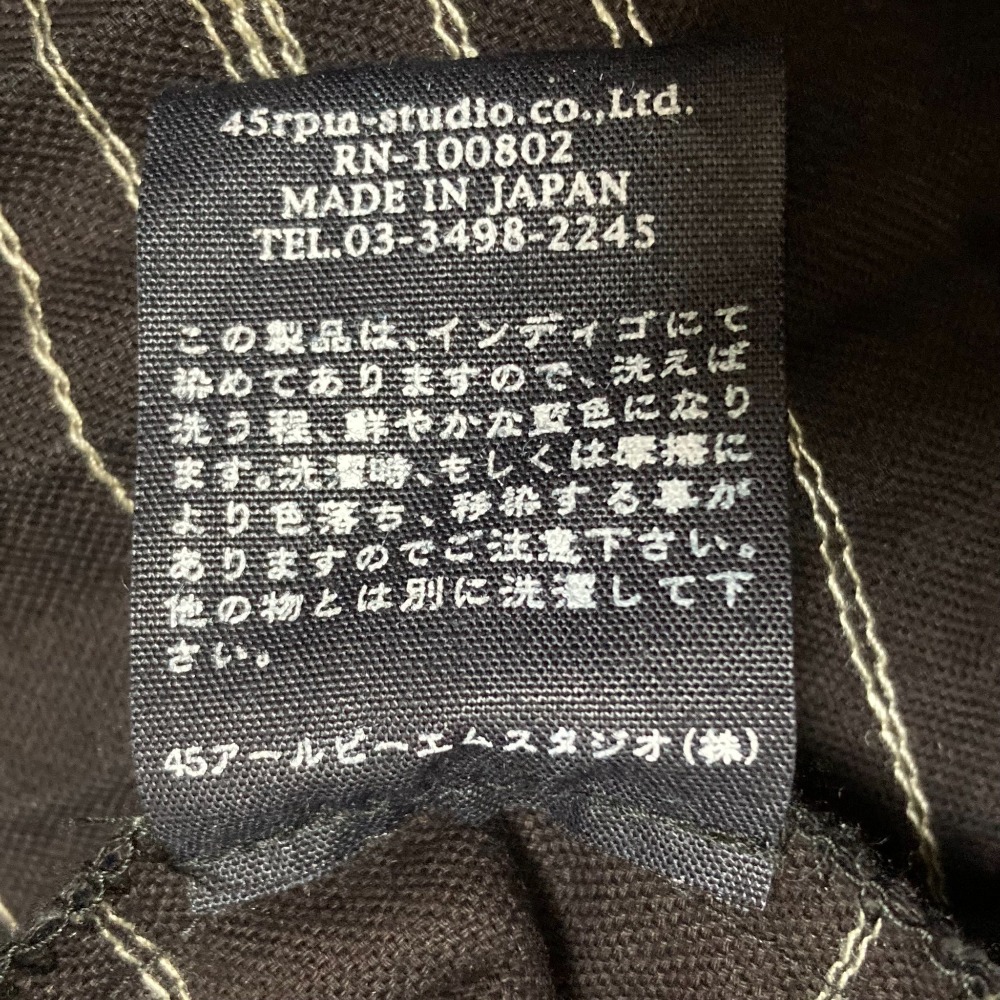 45rpm-studio.co.,Ltd.
RN-100802
MADE IN JAPAN
TEL.03-3498-2245
この製品は、インディゴにて
染めてありますので、洗えば
洗う程、鮮やかな藍色になり
ます。洗濯時、もしくは摩擦に
より色落ち、移染する事が
ありますのでご注意下さい。
他の物とは別に洗濯して下
さい。
45アールピーエムスタジオ(株)